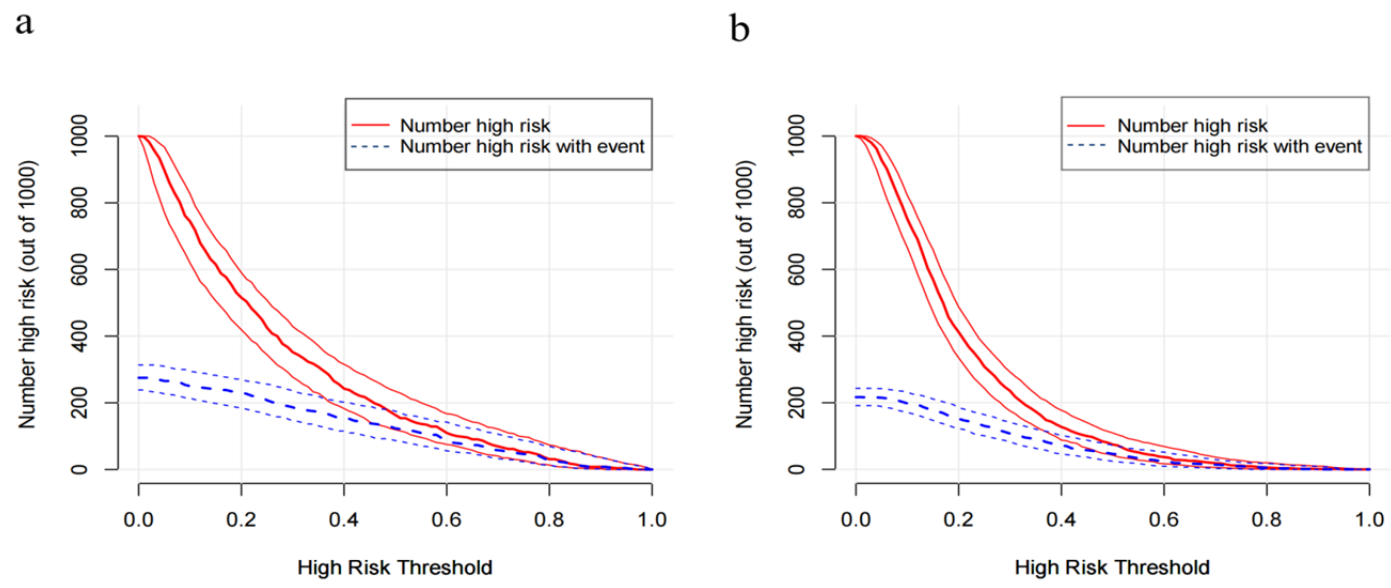 a
Number high risk
Number high risk with event
Number high risk (out of 1000)
1000
800
600
400
200
0
0.0 0.2 0.4 0.6 0.8 1.0
High Risk Threshold
b
Number high risk
Number high risk with event
Number high risk (out of 1000)
1000
800
600
400
200
0
0.0 0.2 0.4 0.6 0.8 1.0
High Risk Threshold